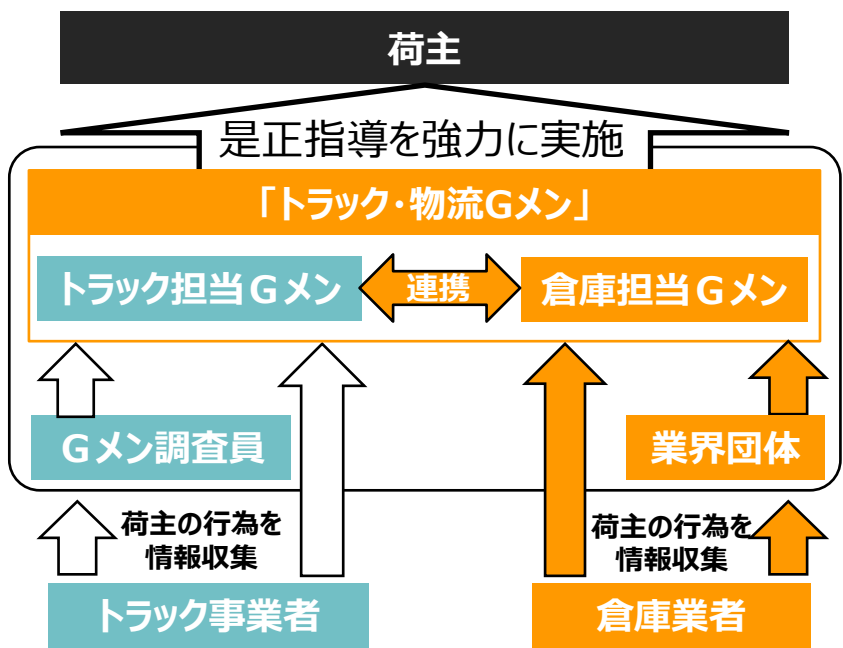 荷主
是正指導を強力に実施
「トラック・物流Gメン」
トラック担当Ｇメン
連携
倉庫担当Ｇメン
Ｇメン調査員
業界団体
荷主の行為を
情報収集
荷主の行為を
情報収集
トラック事業者
倉庫業者